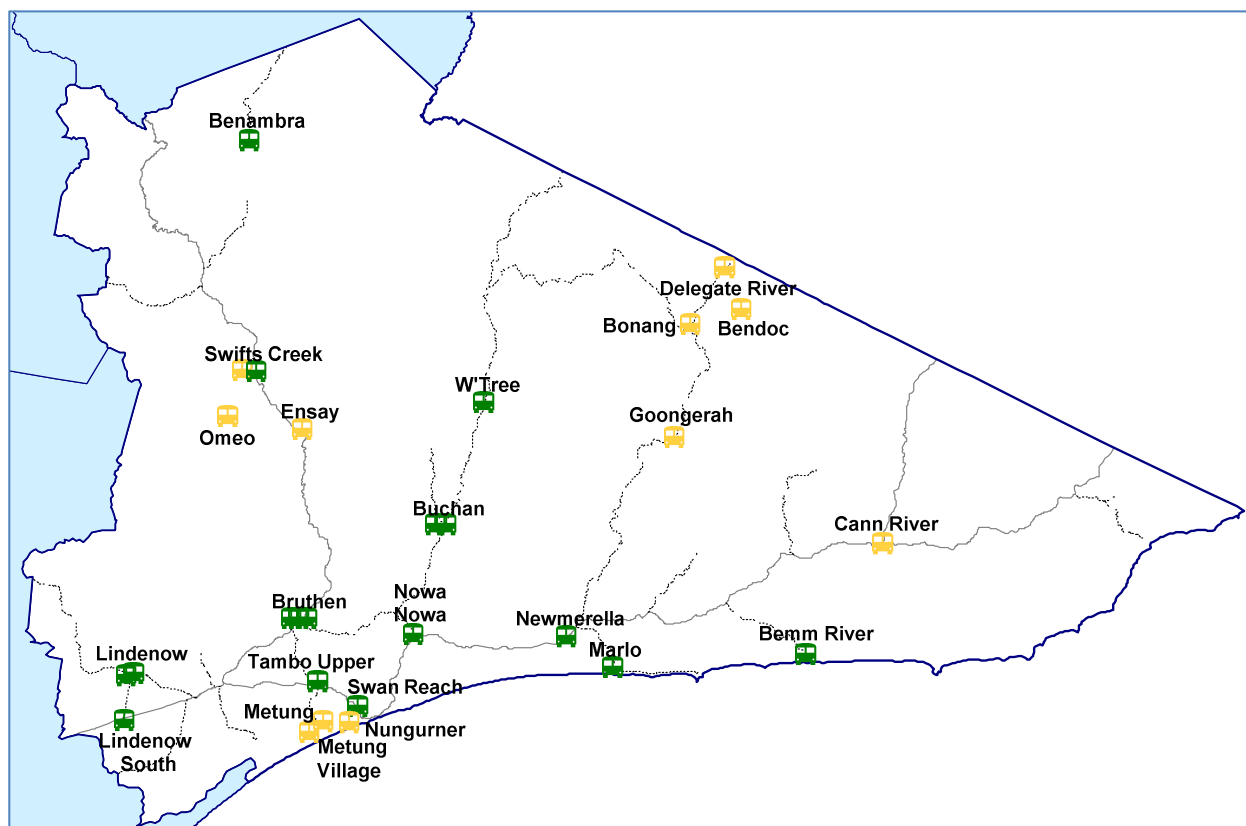 Benambra
Delegate River
Bonang
Bendoc
Swifts Creek
W'Tree
Omeo
Ensay
Goongerah
Buchan
Cann River
Nowa
Nowa
Bruthen
Newmerella
Bemm River
Lindenow
Tambo Upper
Marlo
Swan Reach
Metung
Nungurner
Lindenow
South
Metung
Village